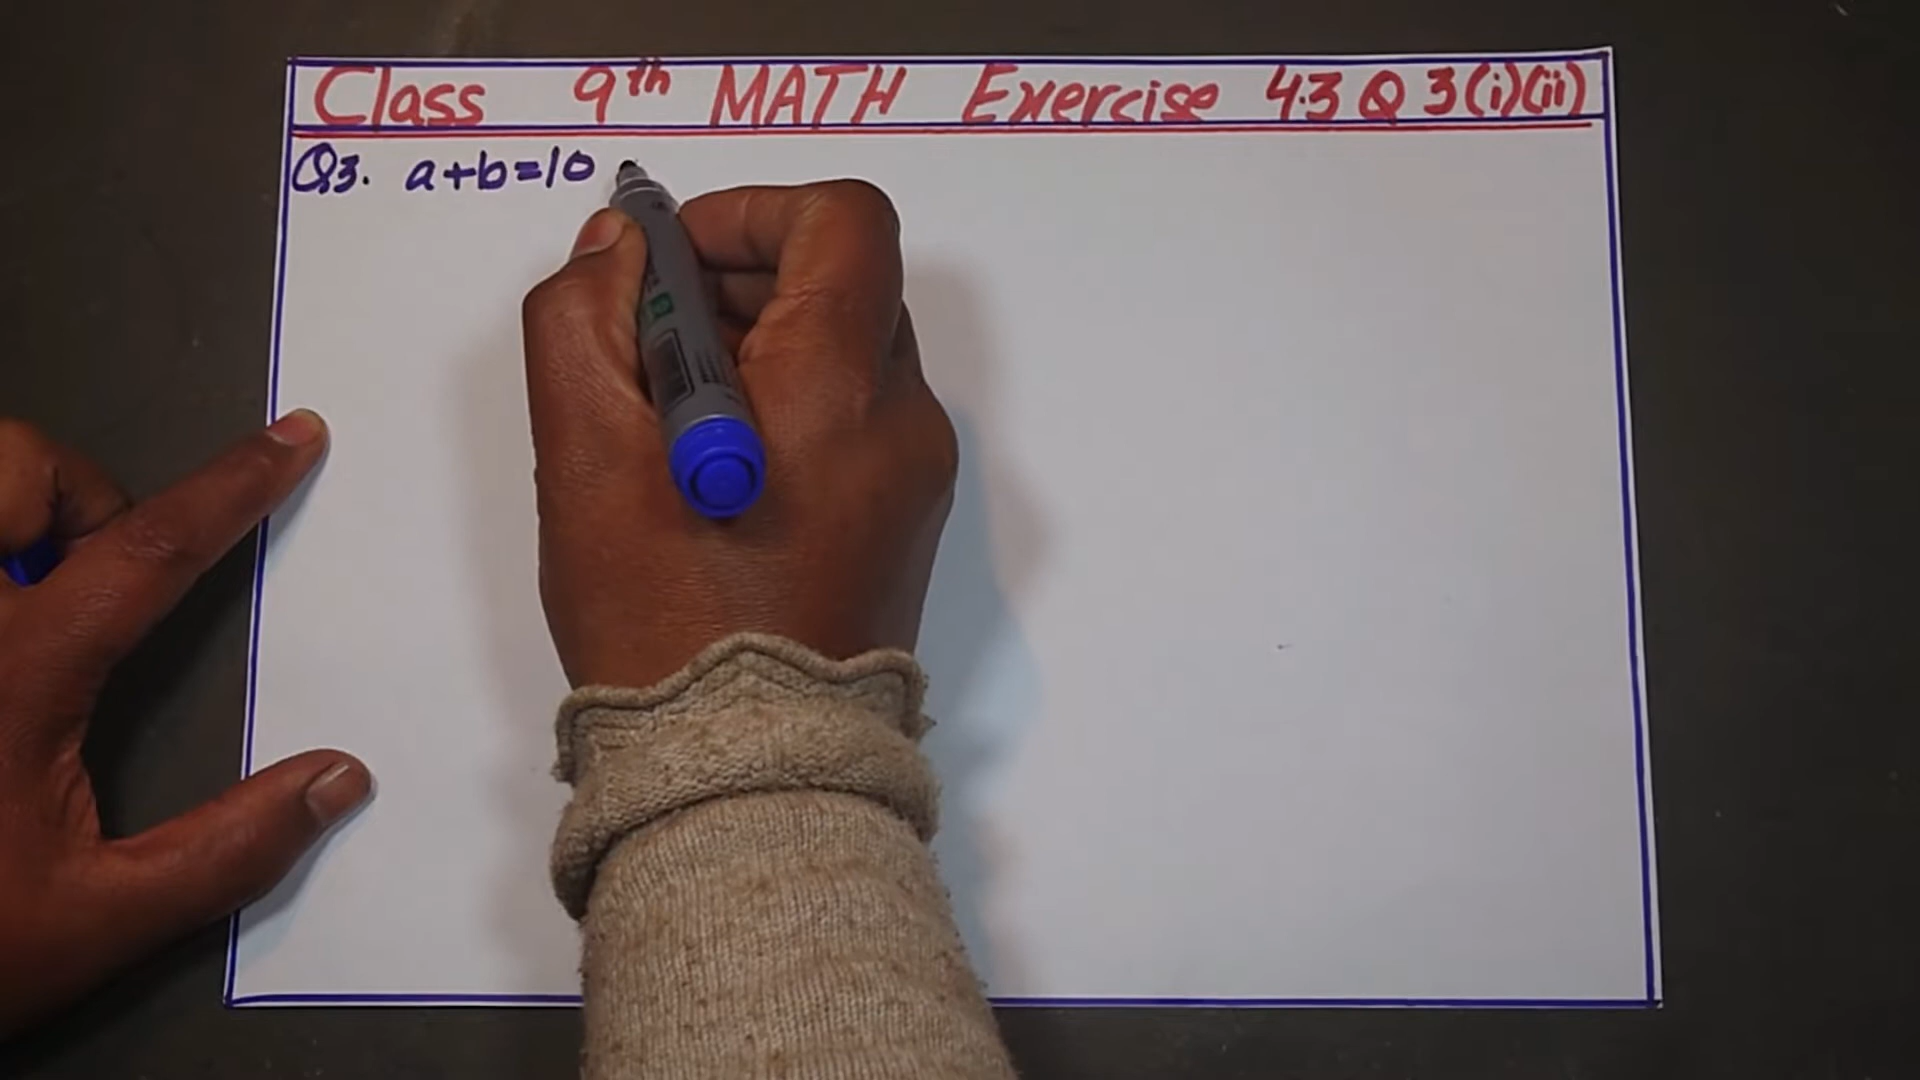 Class 9th MATH Exercise 4.3 Q 3(i)(ii)
Q3. a+b=10